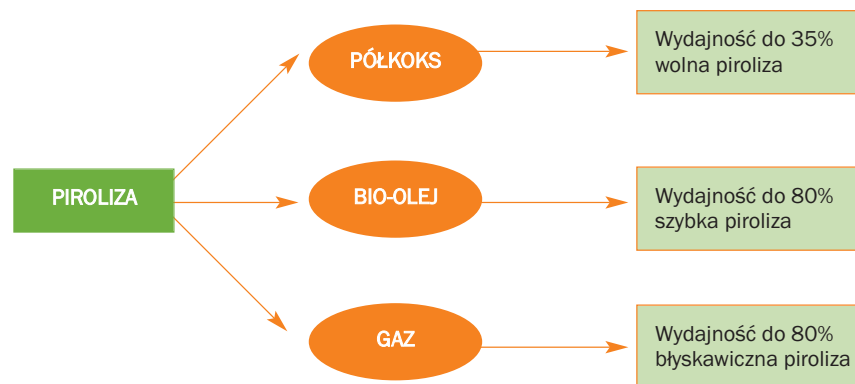 PÓŁKOKS
Wydajność do 35%
wolna piroliza
PIROLIZA
BIO-OLEJ
Wydajność do 80%
szybka piroliza
GAZ
Wydajność do 80%
błyskawiczna piroliza